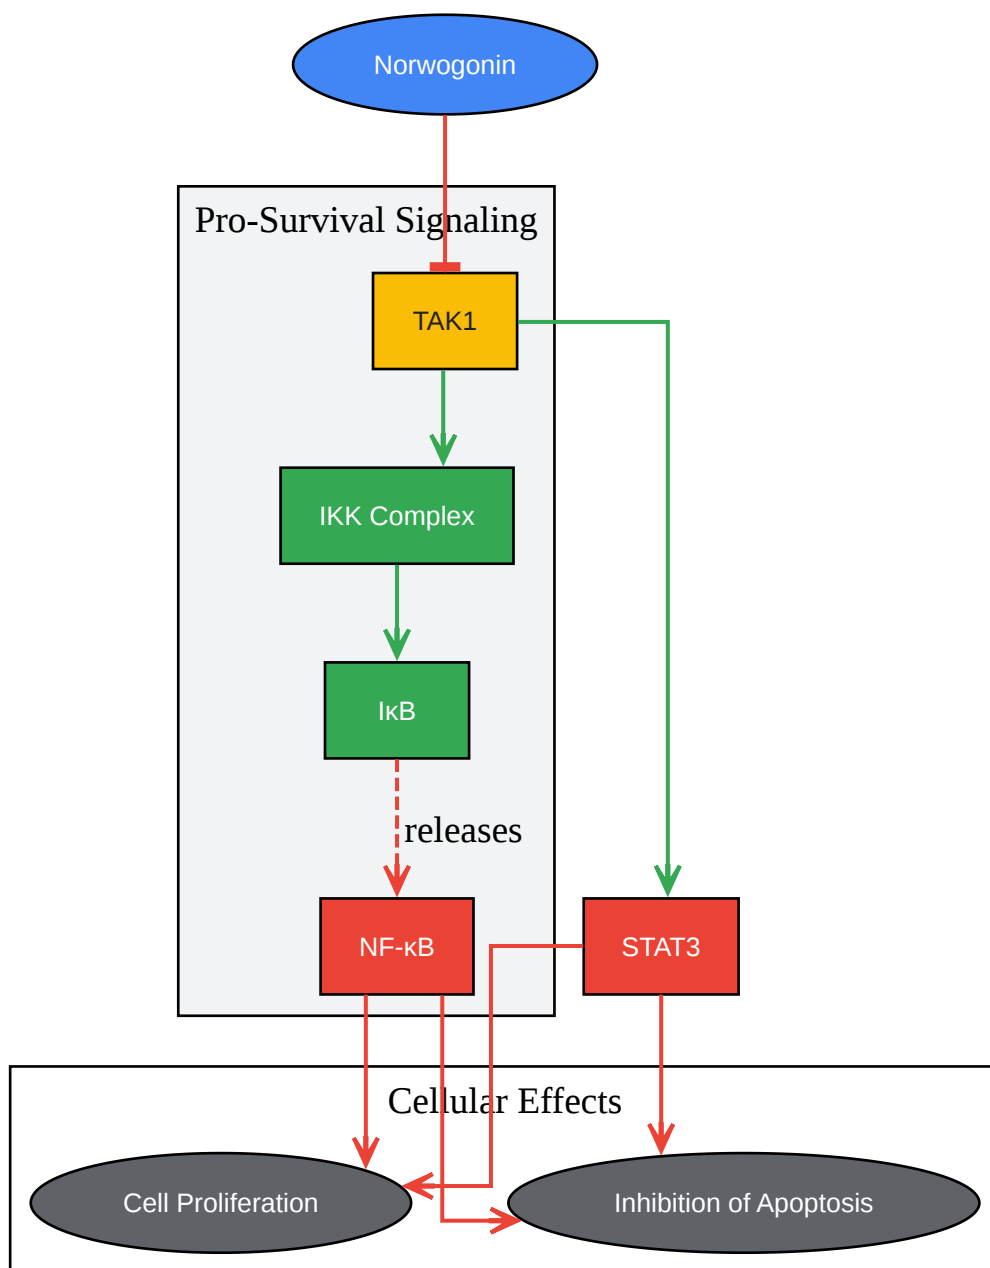 Norwogonin
Pro-Survival Signaling
TAK1
IKK Complex
IκB
releases
NF-κB
STAT3
Cellular Effects
Cell Proliferation
Inhibition of Apoptosis